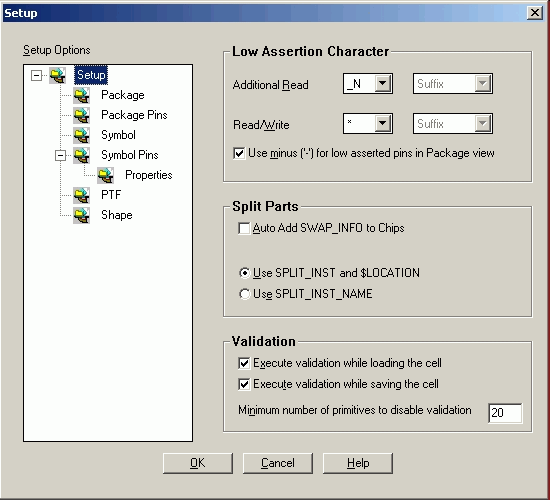 Setup
Setup Options
Setup
Package
Package Pins
Symbol
Symbol Pins
Properties
PTF
Shape
Low Assertion Character
Additional Read _N Suffix
Read/Write * Suffix
Use minus ('-') for low asserted pins in Package view
Split Parts
Auto Add SWAP_INFO to Chips
Use SPLIT_INST and $LOCATION
Use SPLIT_INST_NAME
Validation
Execute validation while loading the cell
Execute validation while saving the cell
Minimum number of primitives to disable validation 20
OK Cancel Help